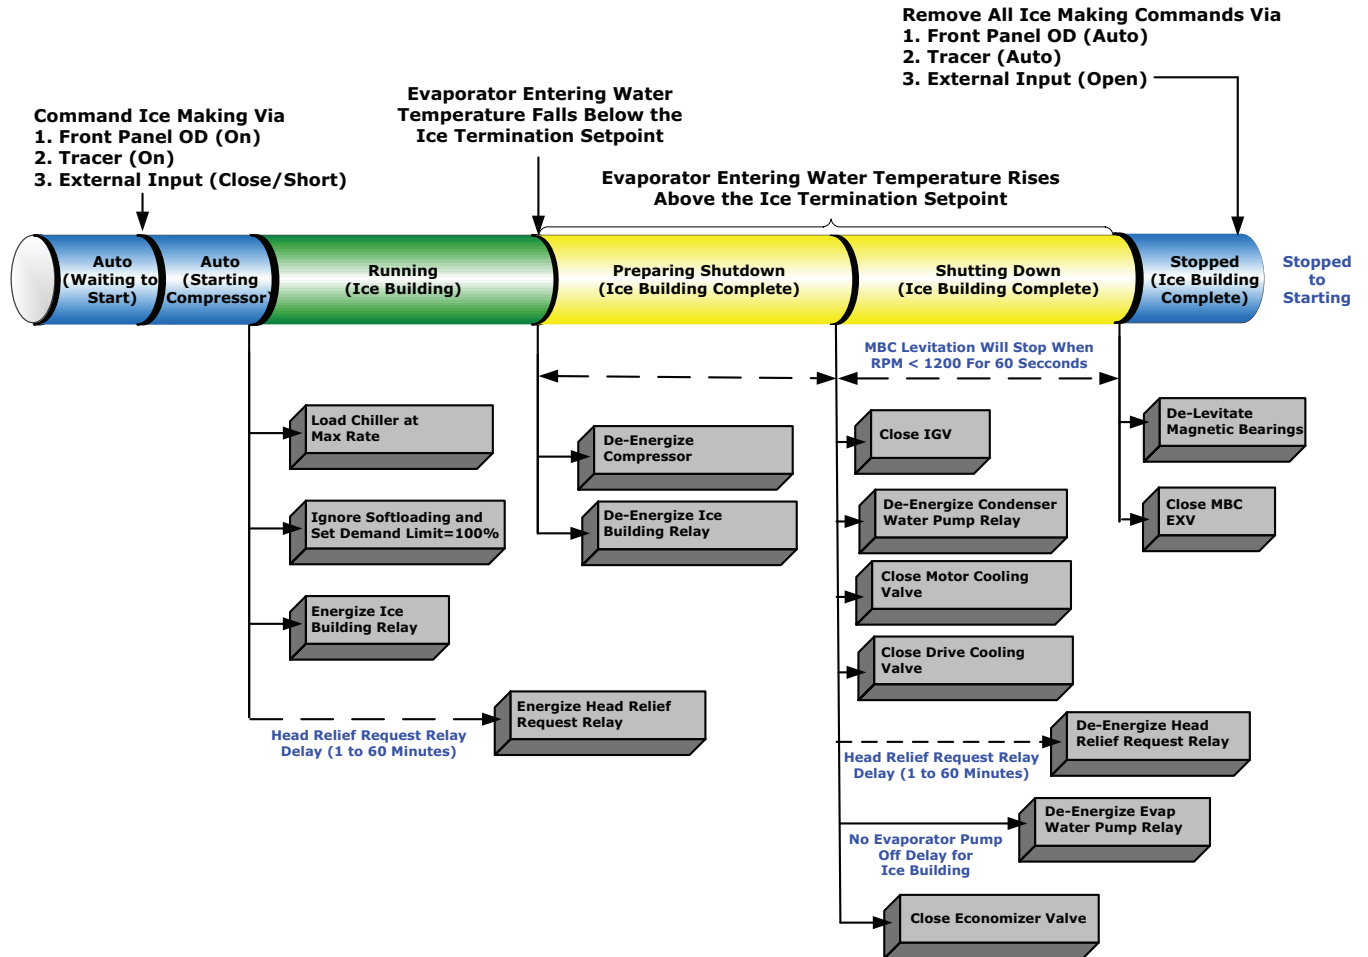 Remove All Ice Making Commands Via
1. Front Panel OD (Auto)
2. Tracer (Auto)
3. External Input (Open)
Evaporator Entering Water
Temperature Falls Below the
Ice Termination Setpoint
Command Ice Making Via
1. Front Panel OD (On)
2. Tracer (On)
3. External Input (Close/Short)
Evaporator Entering Water Temperature Rises
Above the Ice Termination Setpoint
Auto
(Waiting to
Start)
Auto
(Starting
Compressor)
Running
(Ice Building)
Preparing Shutdown
(Ice Building Complete)
Shutting Down
(Ice Building Complete)
Stopped
(Ice Building
Complete)
Stopped
to
Starting
MBC Levitation Will Stop When
RPM < 1200 For 60 Secconds
Load Chiller at
Max Rate
Ignore Softloading and
Set Demand Limit=100%
Energize Ice
Building Relay
Head Relief Request Relay
Delay (1 to 60 Minutes)
Energize Head Relief
Request Relay
De-Energize
Compressor
De-Energize Ice
Building Relay
Close IGV
De-Energize Condenser
Water Pump Relay
Close Motor Cooling
Valve
Close Drive Cooling
Valve
Head Relief Request Relay
Delay (1 to 60 Minutes)
De-Energize Head
Relief Request Relay
No Evaporator Pump
Off Delay for
Ice Building
De-Energize Evap
Water Pump Relay
Close Economizer Valve
De-Levitate
Magnetic Bearings
Close MBC
EXV